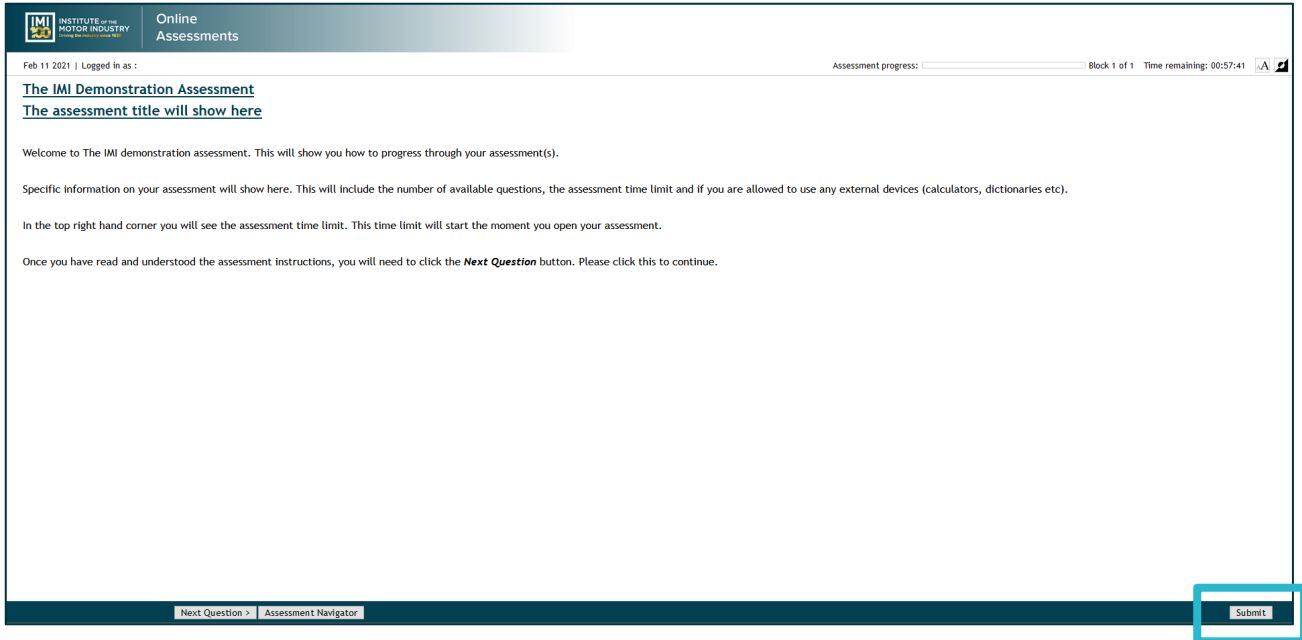 IMI
100
INSTITUTE OF THE
MOTOR INDUSTRY
Driving the industry since 1920
Online
Assessments
Feb 11 2021 | Logged in as :
Assessment progress:
Block 1 of 1
Time remaining: 00:57:41
AA
The IMI Demonstration Assessment
The assessment title will show here
Welcome to The IMI demonstration assessment. This will show you how to progress through your assessment(s).
Specific information on your assessment will show here. This will include the number of available questions, the assessment time limit and if you are allowed to use any external devices (calculators, dictionaries etc).
In the top right hand corner you will see the assessment time limit. This time limit will start the moment you open your assessment.
Once you have read and understood the assessment instructions, you will need to click the Next Question button. Please click this to continue.
Next Question >
Assessment Navigator
Submit